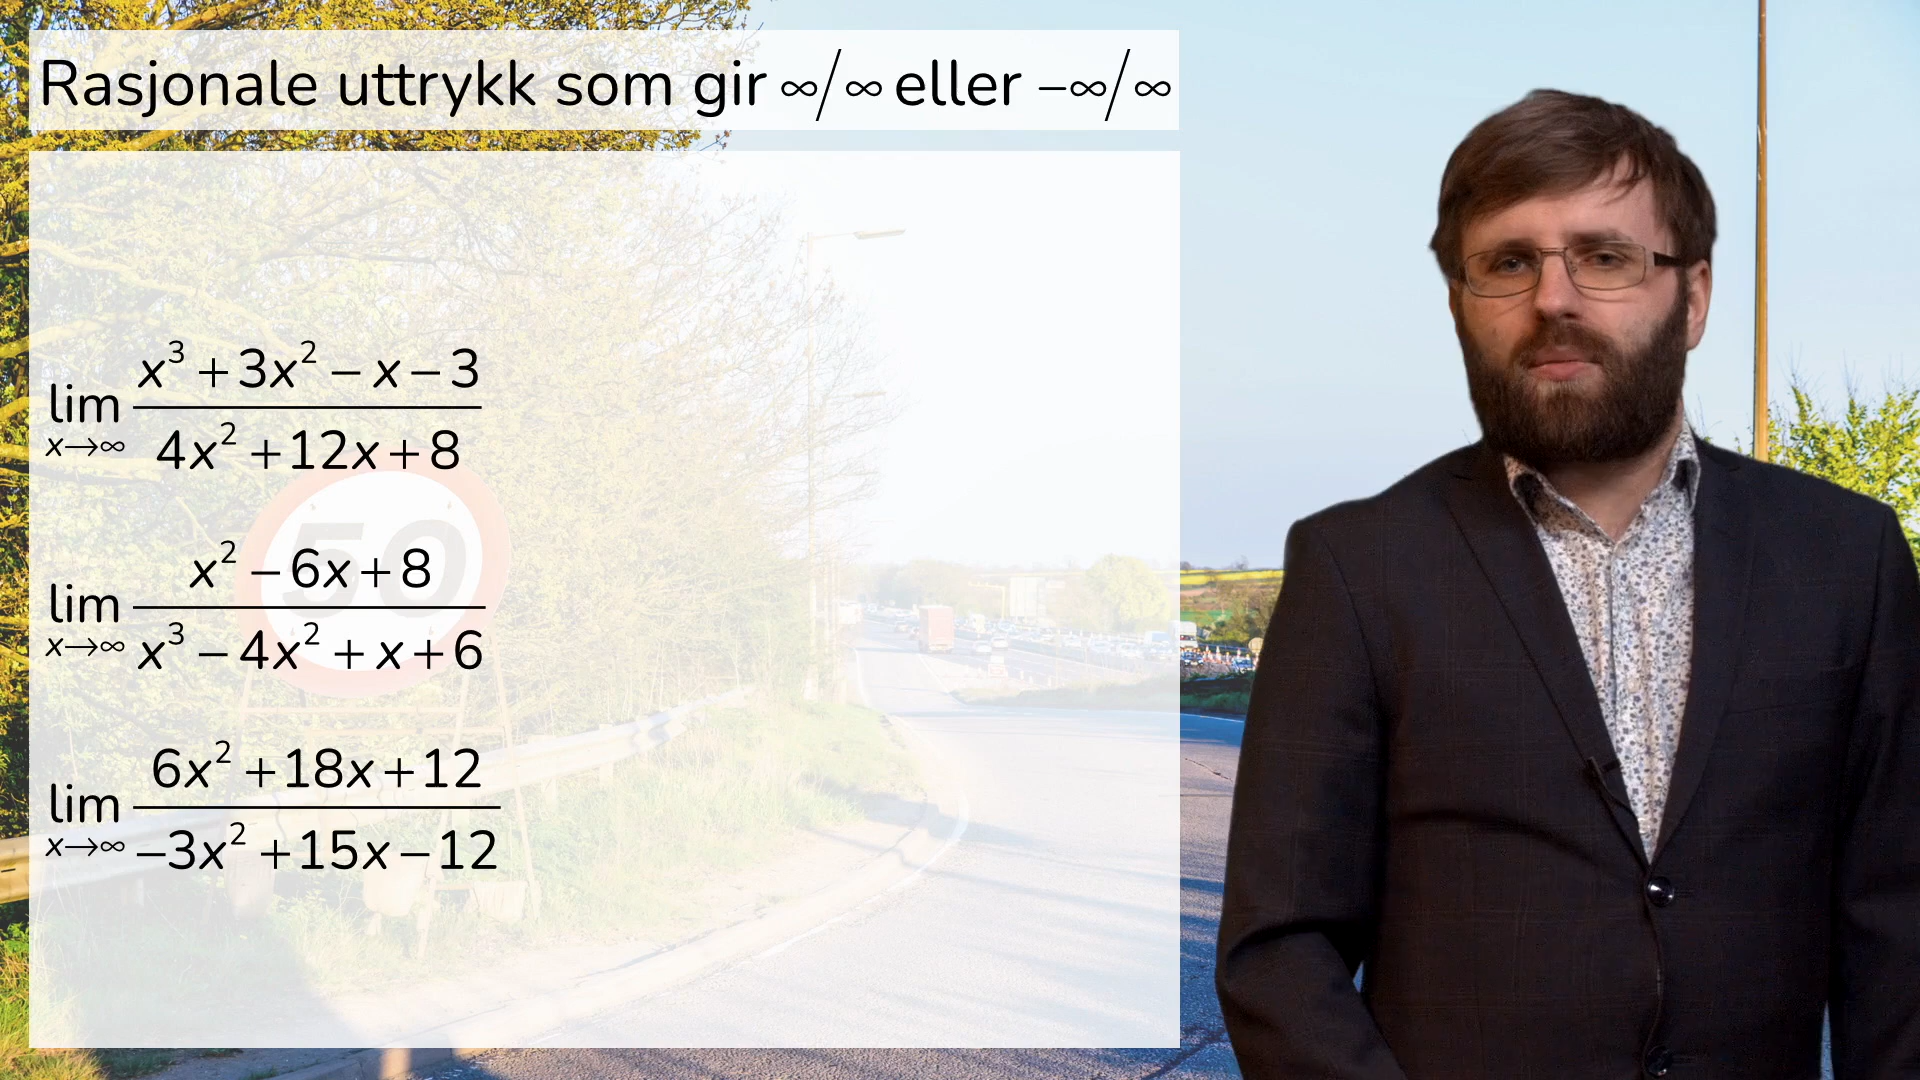 Rasjonale uttrykk som gir ∞/∞ eller −∞/∞
lim x→∞ (x³ + 3x² − x − 3)/(4x² + 12x + 8)
50
lim x→∞ (x² − 6x + 8)/(x³ − 4x² + x + 6)
lim x→∞ (6x² + 18x + 12)/(−3x² + 15x − 12)